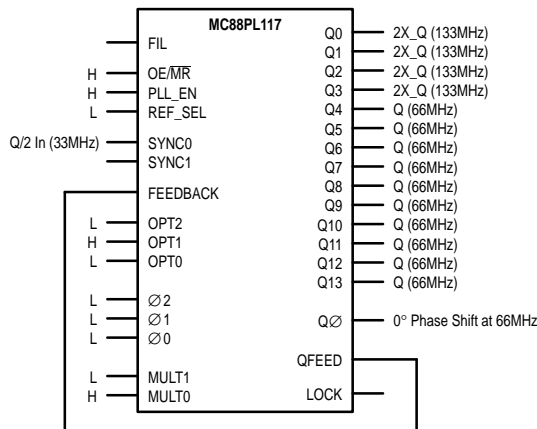 MC88PL117
FIL
H OE/MR
H PLL_EN
L REF_SEL
Q/2 In (33MHz) SYNC0
SYNC1
FEEDBACK
L OPT2
H OPT1
L OPT0
L ∅2
L ∅1
L ∅0
L MULT1
H MULT0
Q0 2X_Q (133MHz)
Q1 2X_Q (133MHz)
Q2 2X_Q (133MHz)
Q3 2X_Q (133MHz)
Q4 Q (66MHz)
Q5 Q (66MHz)
Q6 Q (66MHz)
Q7 Q (66MHz)
Q8 Q (66MHz)
Q9 Q (66MHz)
Q10 Q (66MHz)
Q11 Q (66MHz)
Q12 Q (66MHz)
Q13 Q (66MHz)
Q∅ 0° Phase Shift at 66MHz
QFEED
LOCK